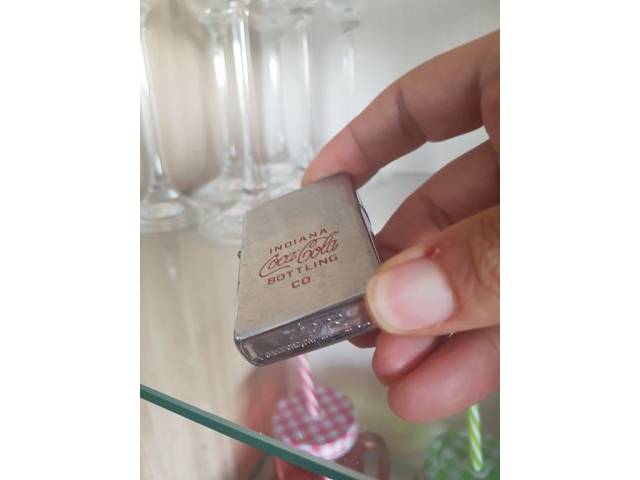 INDIANA
Coca-Cola
BOTTLING
CO.